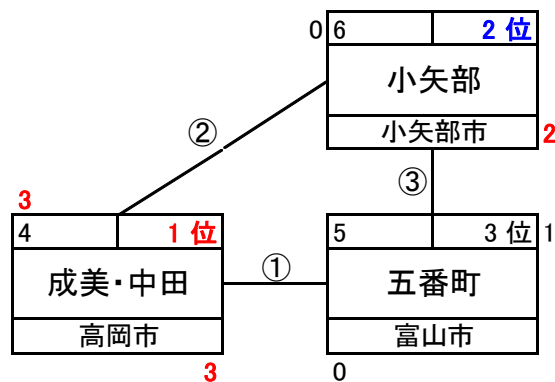 0 6 2 位
小矢部
小矢部市 2
②
③
3
4 1 位
成美・中田
高岡市
3
①
5 3 位 1
五番町
富山市
0